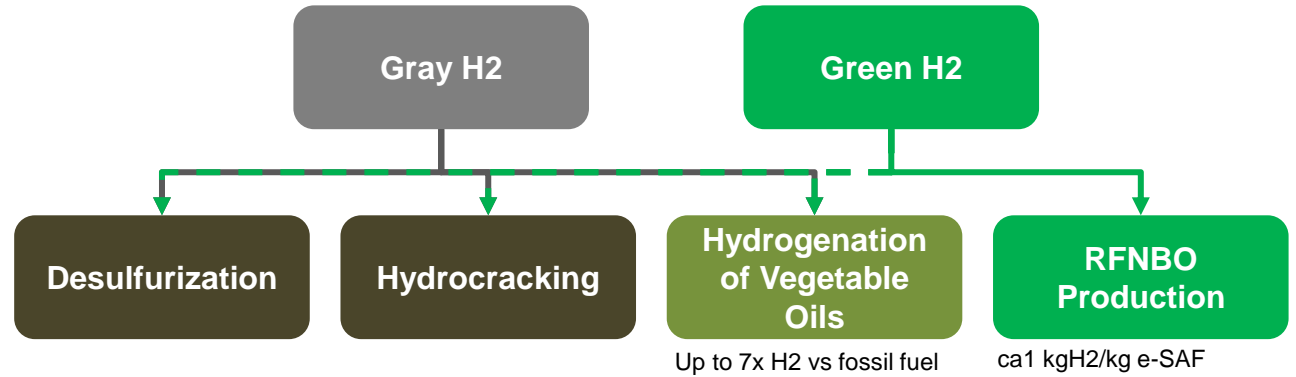 Gray H2
Green H2
Desulfurization
Hydrocracking
Hydrogenation
of Vegetable
Oils
RFNBO
Production
Up to 7x H2 vs fossil fuel
ca1 kgH2/kg e-SAF